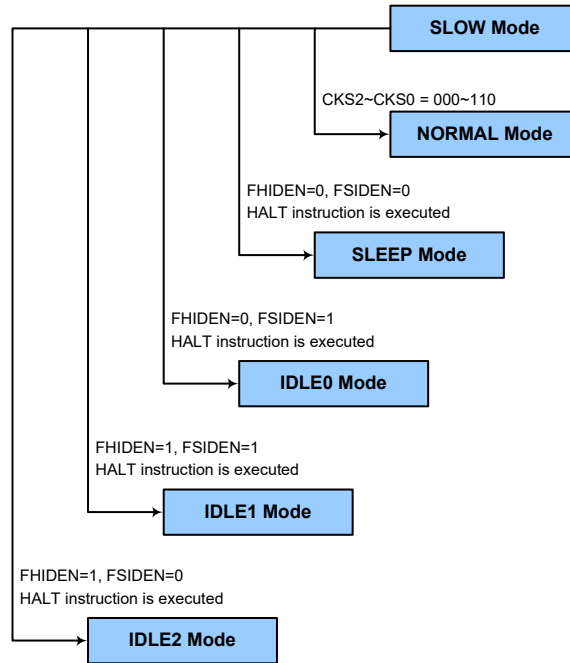 SLOW Mode
CKS2~CKS0 = 000~110
NORMAL Mode
FHIDEN=0, FSIDEN=0
HALT instruction is executed
SLEEP Mode
FHIDEN=0, FSIDEN=1
HALT instruction is executed
IDLE0 Mode
FHIDEN=1, FSIDEN=1
HALT instruction is executed
IDLE1 Mode
FHIDEN=1, FSIDEN=0
HALT instruction is executed
IDLE2 Mode